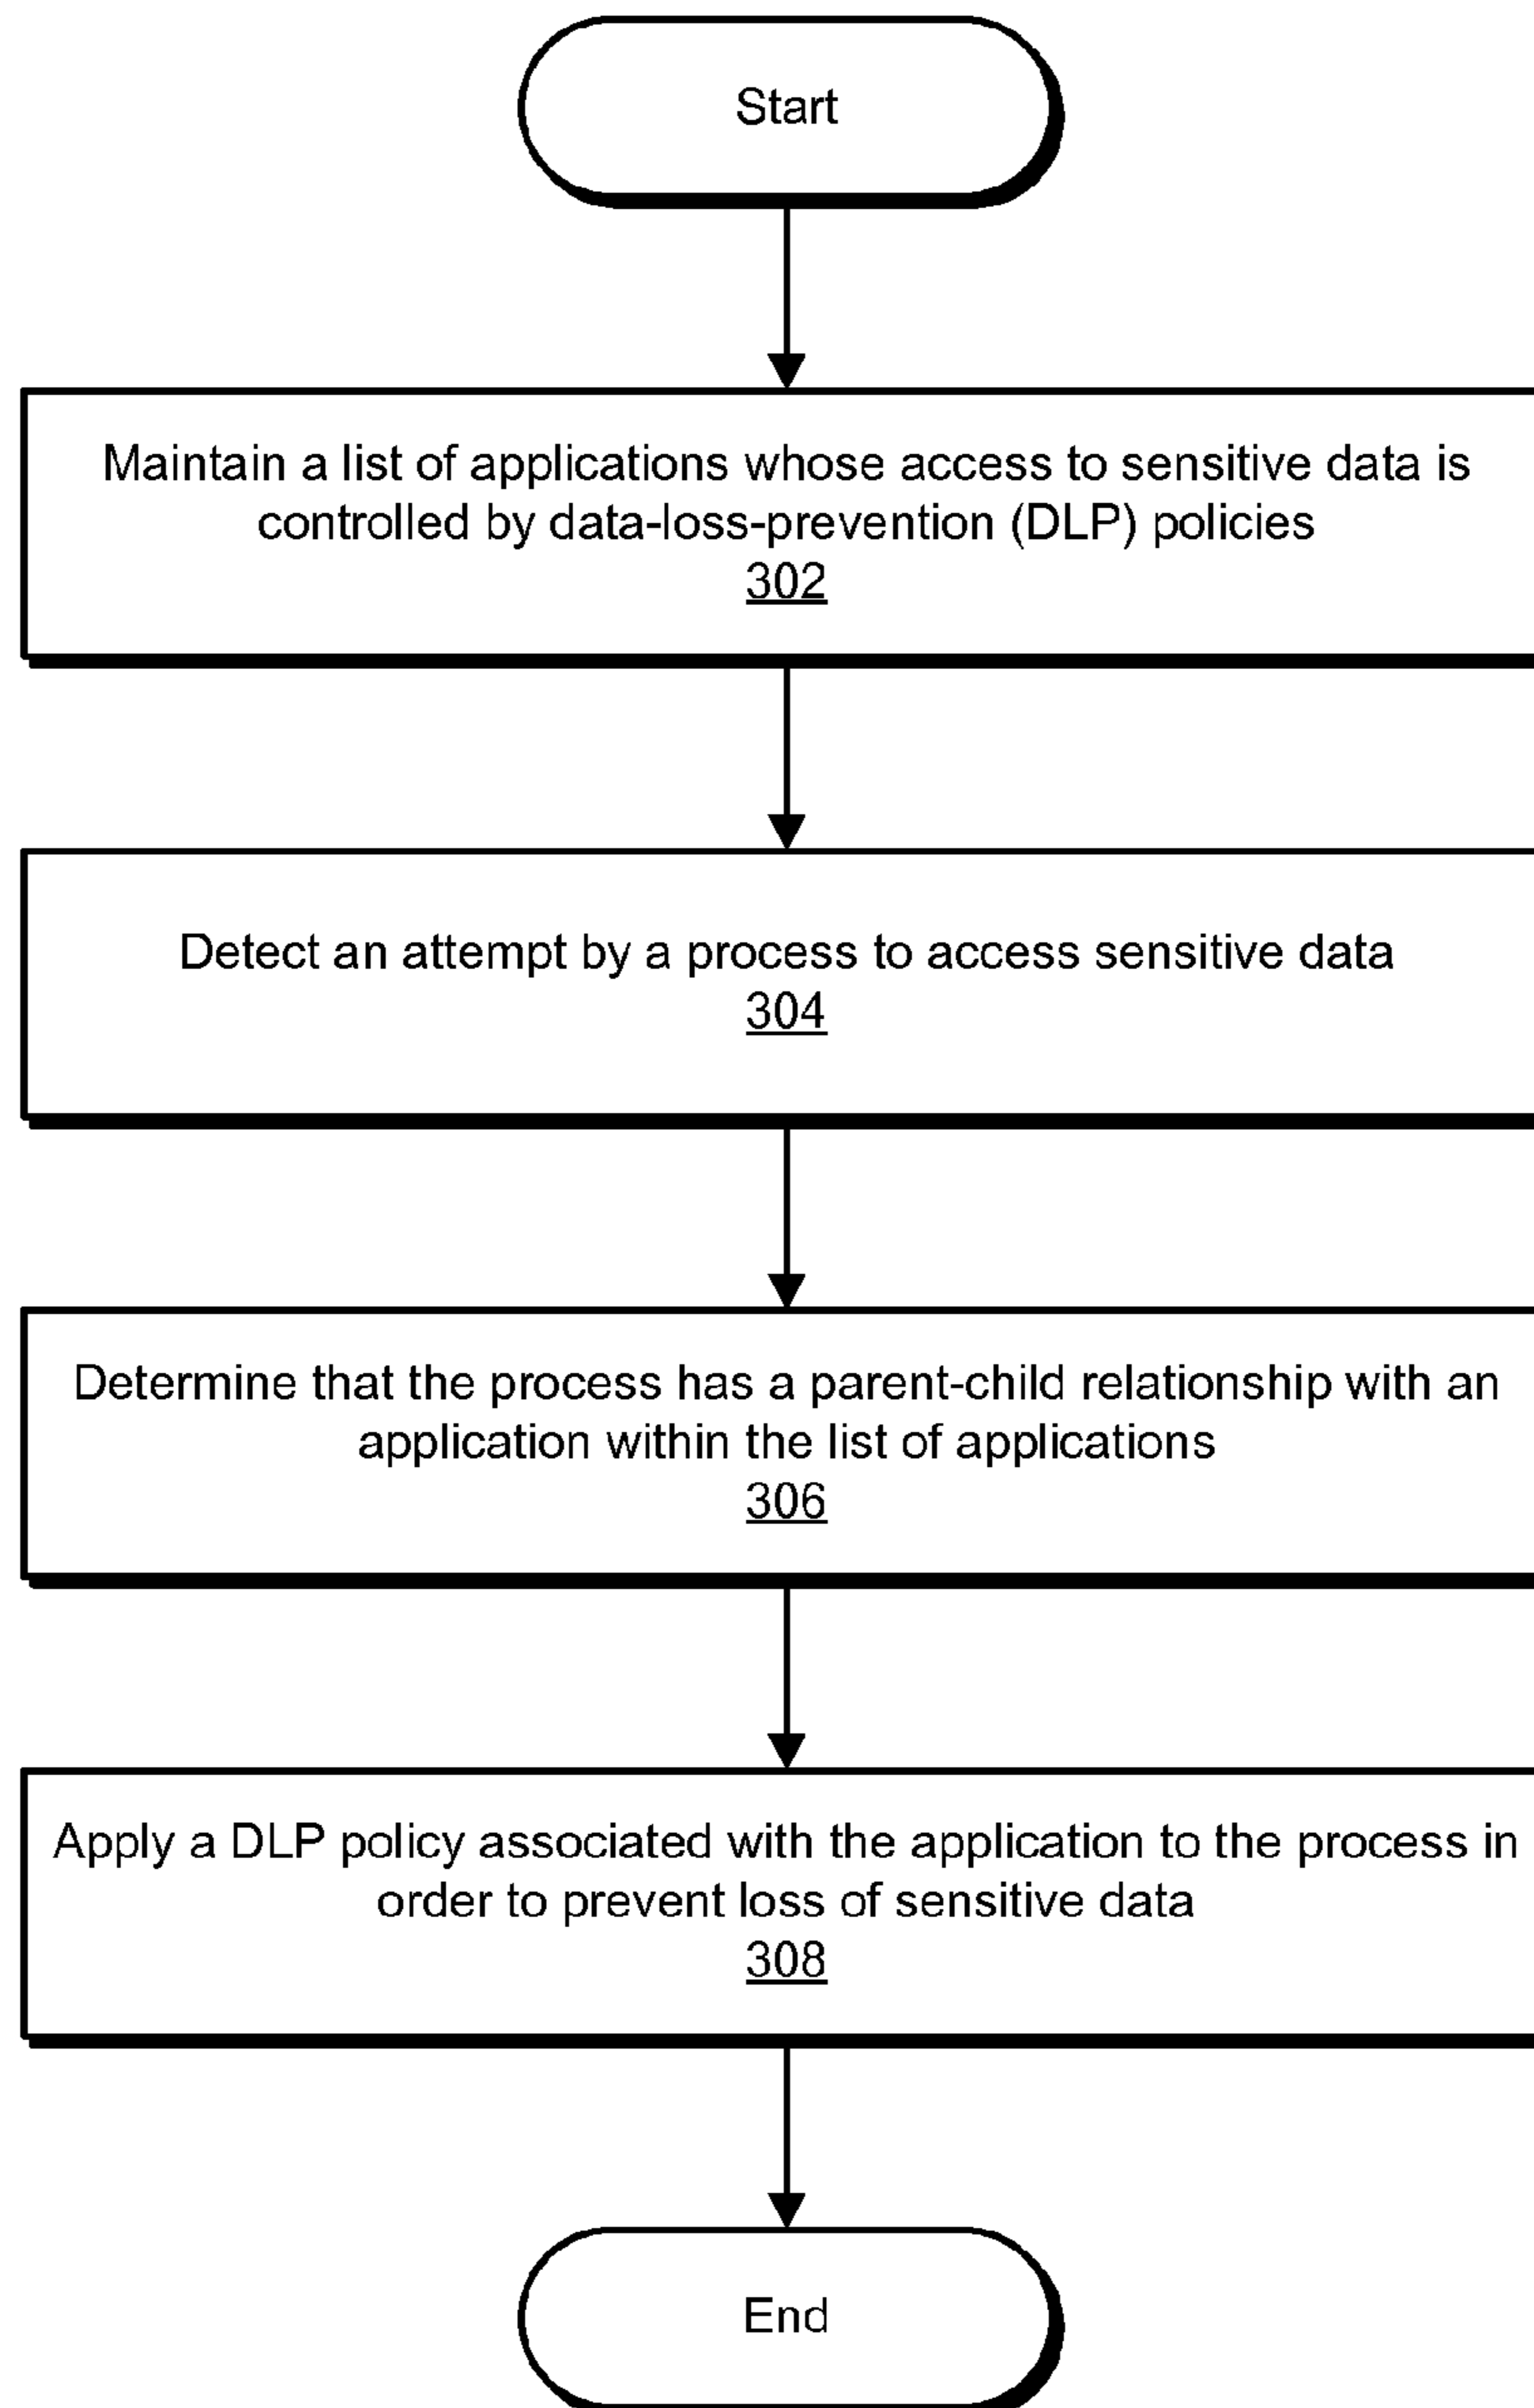 Start
Maintain a list of applications whose access to sensitive data is
controlled by data-loss-prevention (DLP) policies
302
Detect an attempt by a process to access sensitive data
304
Determine that the process has a parent-child relationship with an
application within the list of applications
306
Apply a DLP policy associated with the application to the process in
order to prevent loss of sensitive data
308
End